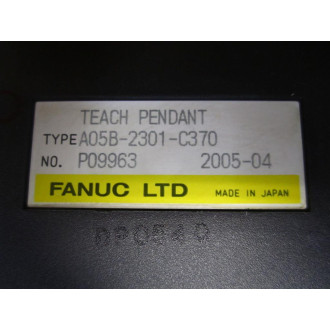 TEACH PENDANT
TYPE A05B-2301-C370
NO. P09963 2005-04
FANUC LTD MADE IN JAPAN